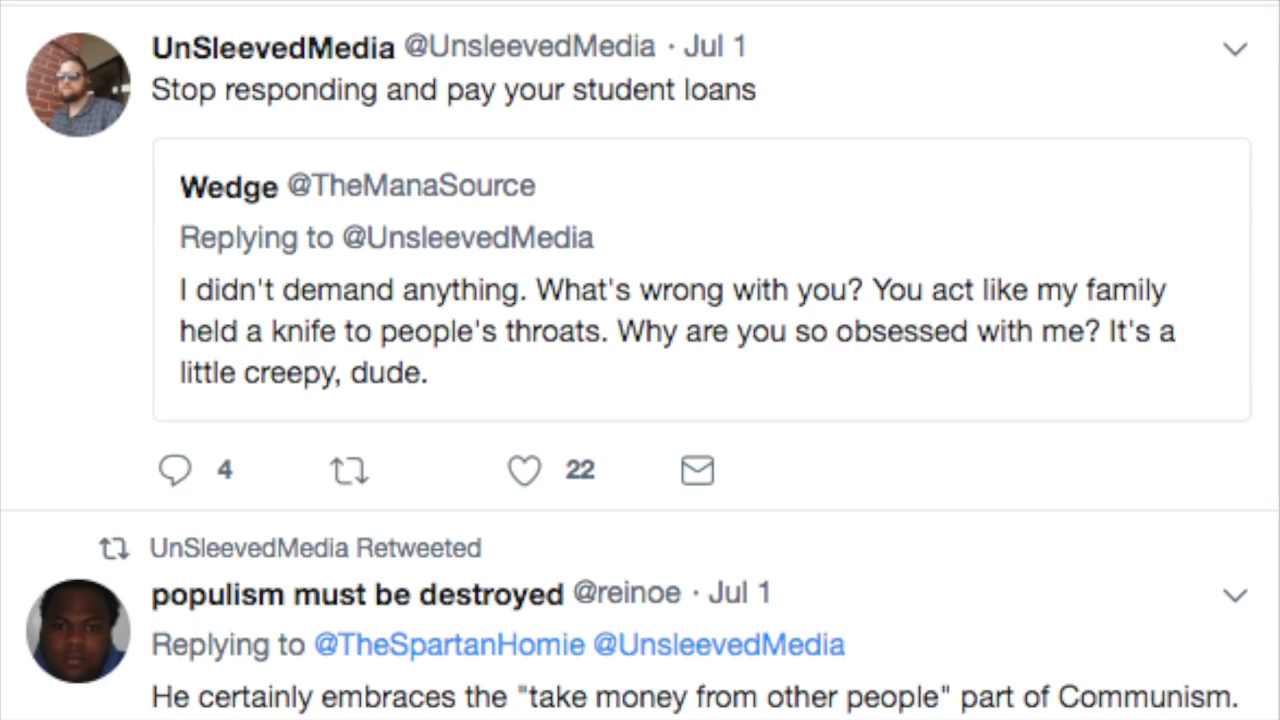 UnSleevedMedia @UnsleevedMedia · Jul 1
Stop responding and pay your student loans
Wedge @TheManaSource
Replying to @UnsleevedMedia
I didn't demand anything. What's wrong with you? You act like my family
held a knife to people's throats. Why are you so obsessed with me? It's a
little creepy, dude.
4 22
UnSleevedMedia Retweeted
populism must be destroyed @reinoe · Jul 1
Replying to @TheSpartanHomie @UnsleevedMedia
He certainly embraces the "take money from other people" part of Communism.